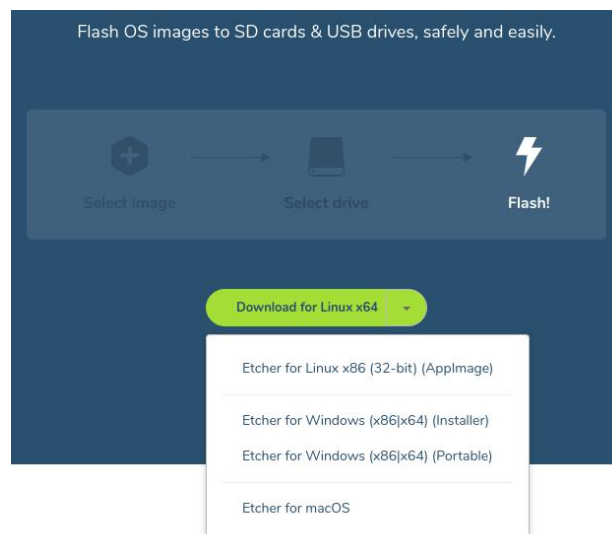 Flash OS images to SD cards & USB drives, safely and easily.
Select image
Select drive
Flash!
Download for Linux x64
Etcher for Linux x86 (32-bit) (AppImage)
Etcher for Windows (x86|x64) (Installer)
Etcher for Windows (x86|x64) (Portable)
Etcher for macOS